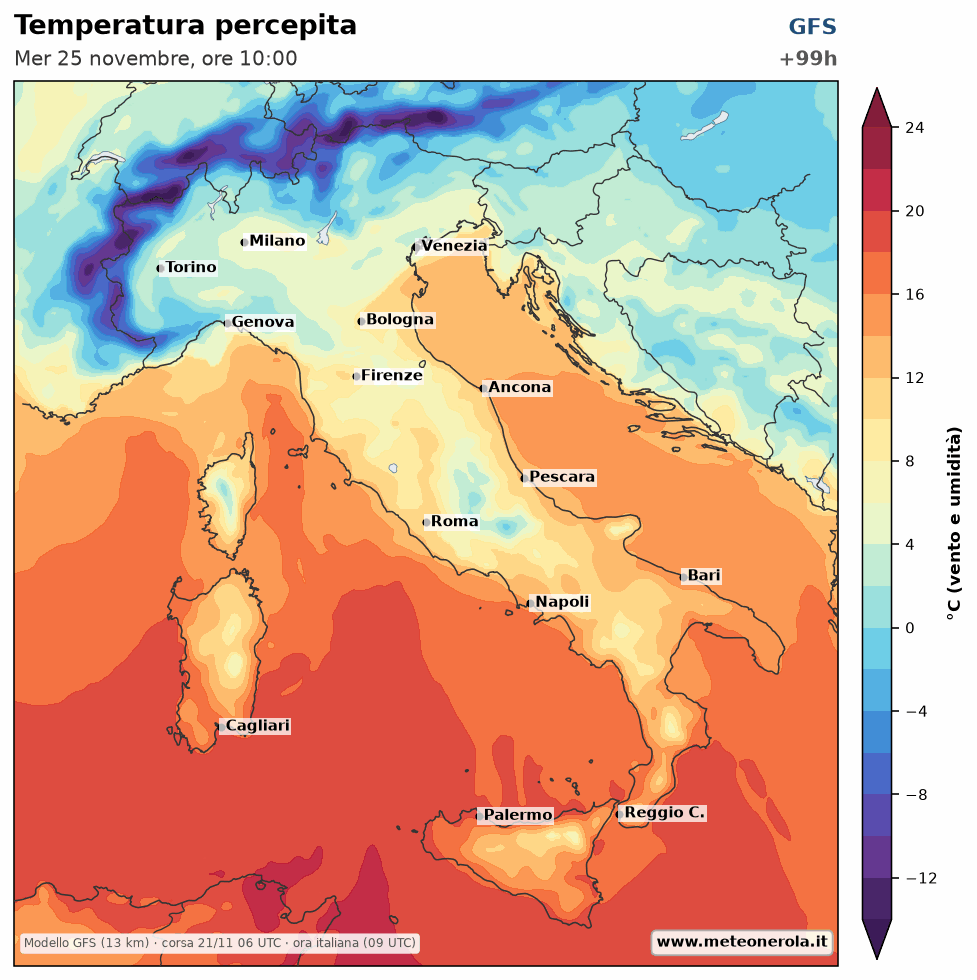 Temperatura percepita
GFS
Mer 25 novembre, ore 10:00
+99h
Milano
Venezia
Torino
Genova
Bologna
Firenze
Ancona
Pescara
Roma
Bari
Napoli
Cagliari
Palermo
Reggio C.
24
20
16
12
8
4
0
−4
−8
−12
°C (vento e umidità)
Modello GFS (13 km) · corsa 21/11 06 UTC · ora italiana (09 UTC)
www.meteonerola.it